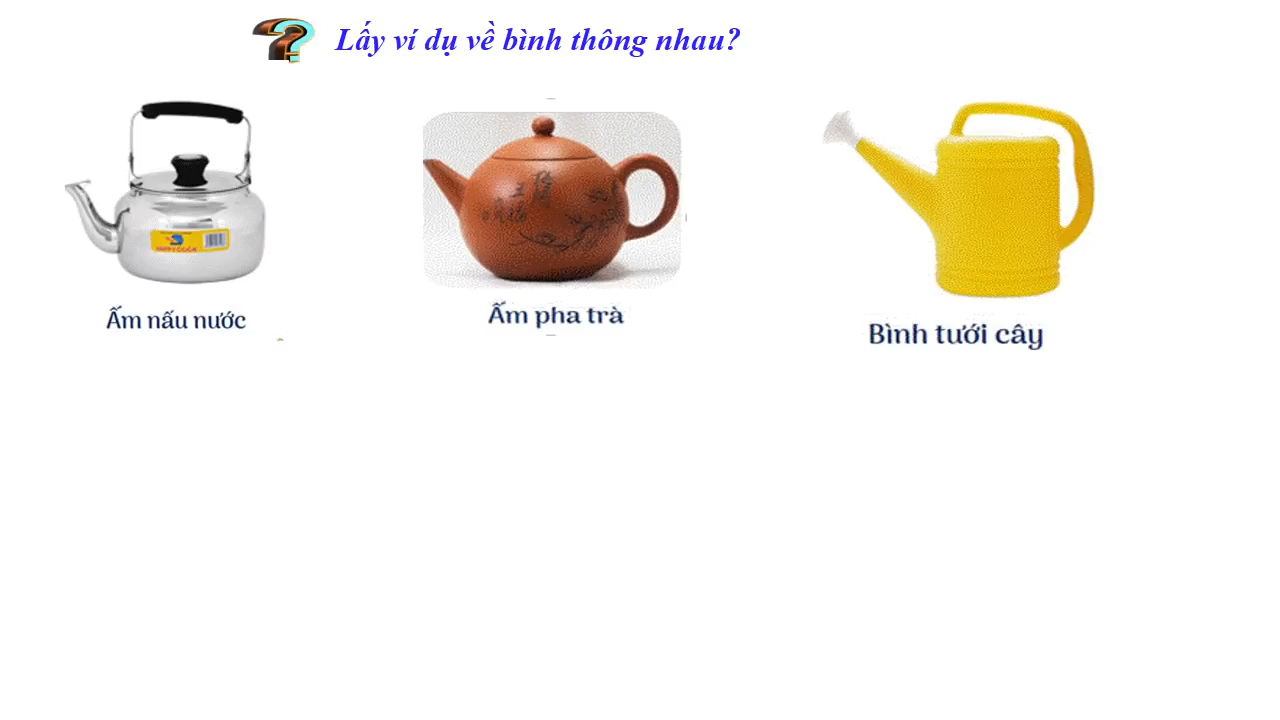 Lấy ví dụ về bình thông nhau?
Ấm nấu nước
Ấm pha trà
Bình tưới cây